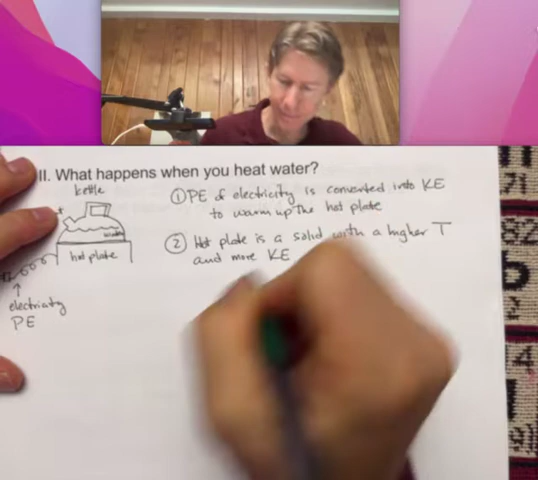 II. What happens when you heat water?
kettle
① PE of electricity is converted into KE
to warm up the hot plate
② Hot plate is a solid with a higher T
and more KE
hot plate
electricity
PE